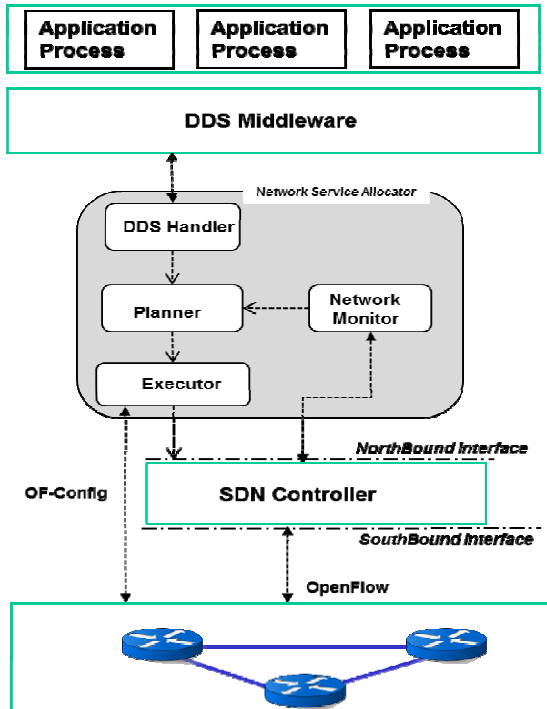 Application Process
Application Process
Application Process
DDS Middleware
Network Service Allocator
DDS Handler
Planner
Network
Monitor
Executor
NorthBound Interface
OF-Config
SDN Controller
SouthBound Interface
OpenFlow